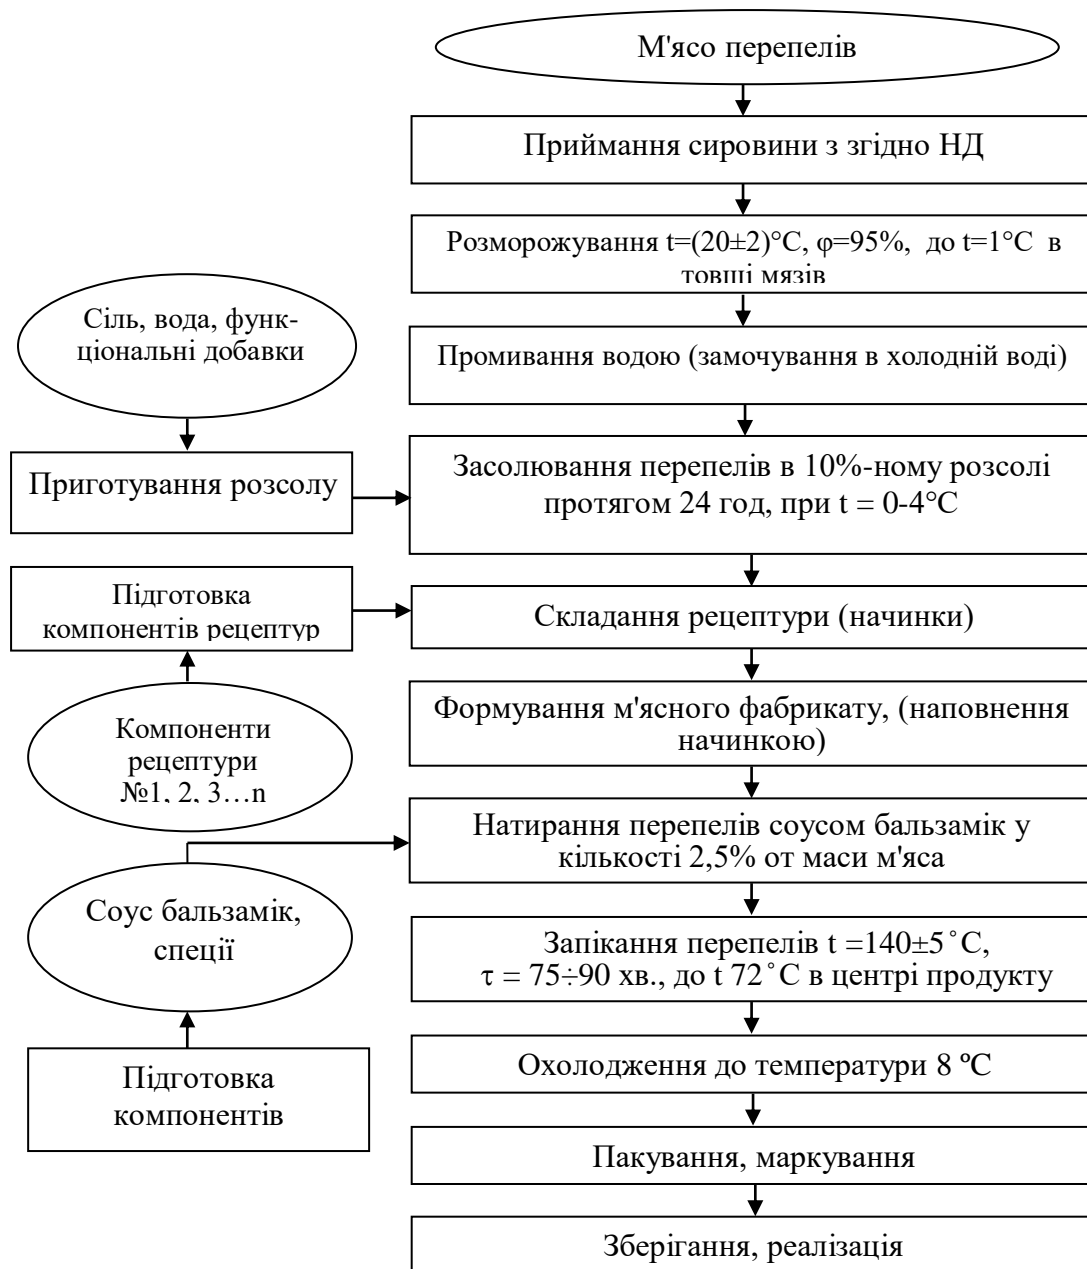 М'ясо перепелів
Приймання сировини з згідно НД
Розморожування t=(20±2)°С, φ=95%, до t=1°С в
товщі мязів
Сіль, вода, функ-
ціональні добавки
Промивання водою (замочування в холодній воді)
Приготування розсолу
Засолювання перепелів в 10%-ному розсолі
протягом 24 год, при t = 0-4°С
Підготовка
компонентів рецептур
Складання рецептури (начинки)
Компоненти
рецептури
№1, 2, 3…n
Формування м'ясного фабрикату, (наповнення
начинкою)
Натирання перепелів соусом бальзамік у
кількості 2,5% от маси м'яса
Соус бальзамік,
спеції
Запікання перепелів t =140±5˚С,
τ = 75÷90 хв., до t 72˚С в центрі продукту
Підготовка
компонентів
Охолодження до температури 8 ºС
Пакування, маркування
Зберігання, реалізація